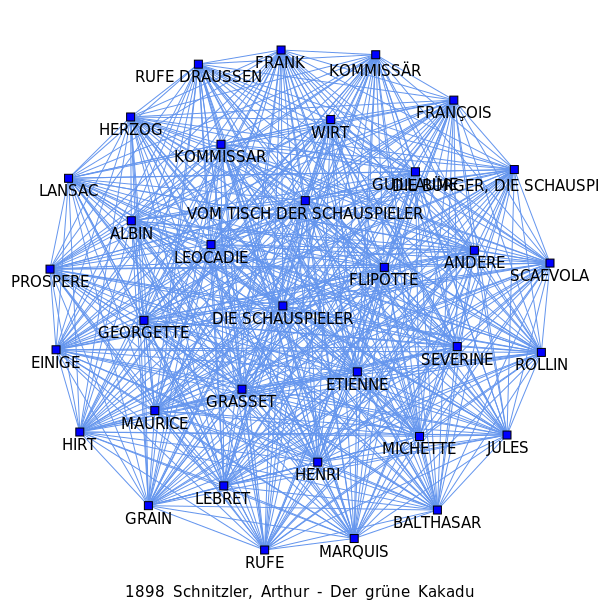 FRANK
KOMMISSÄR
RUFE DRAUSSEN
FRANÇOIS
HERZOG
WIRT
KOMMISSAR
GUILLAUME
DIE BÜRGER, DIE SCHAUSPI
LANSAC
VOM TISCH DER SCHAUSPIELER
ALBIN
LEOCADIE
ANDERE
SCAEVOLA
PROSPERE
FLIPOTTE
DIE SCHAUSPIELER
GEORGETTE
EINIGE
SEVERINE
ROLLIN
ETIENNE
GRASSET
MAURICE
HIRT
MICHETTE
JULES
HENRI
LEBRET
GRAIN
BALTHASAR
MARQUIS
RUFE
1898 Schnitzler, Arthur - Der grüne Kakadu